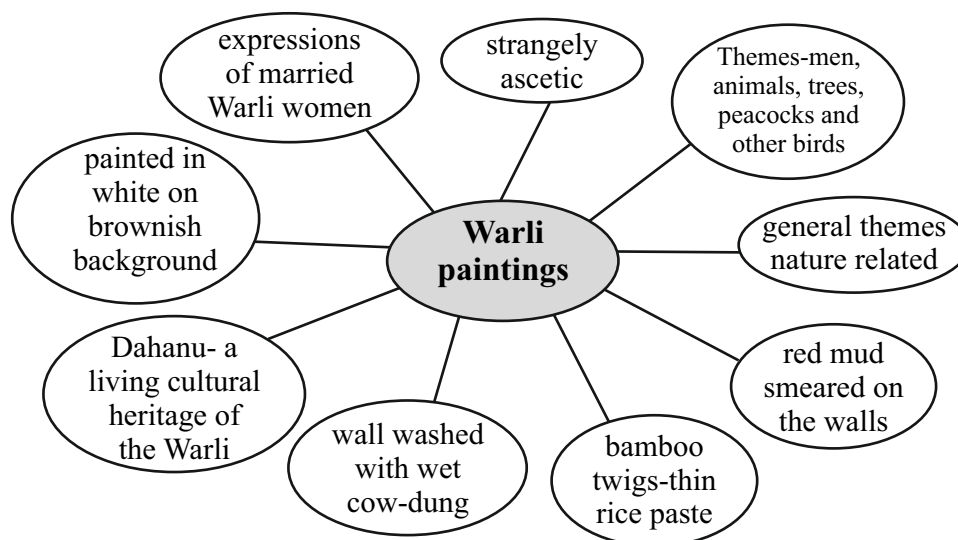 expressions
of married
Warli women
strangely
ascetic
Themes-men,
animals, trees,
peacocks and
other birds
painted in
white on
brownish
background
Warli
paintings
general themes
nature related
Dahanu- a
living cultural
heritage of
the Warli
wall washed
with wet
cow-dung
bamboo
twigs-thin
rice paste
red mud
smeared on
the walls